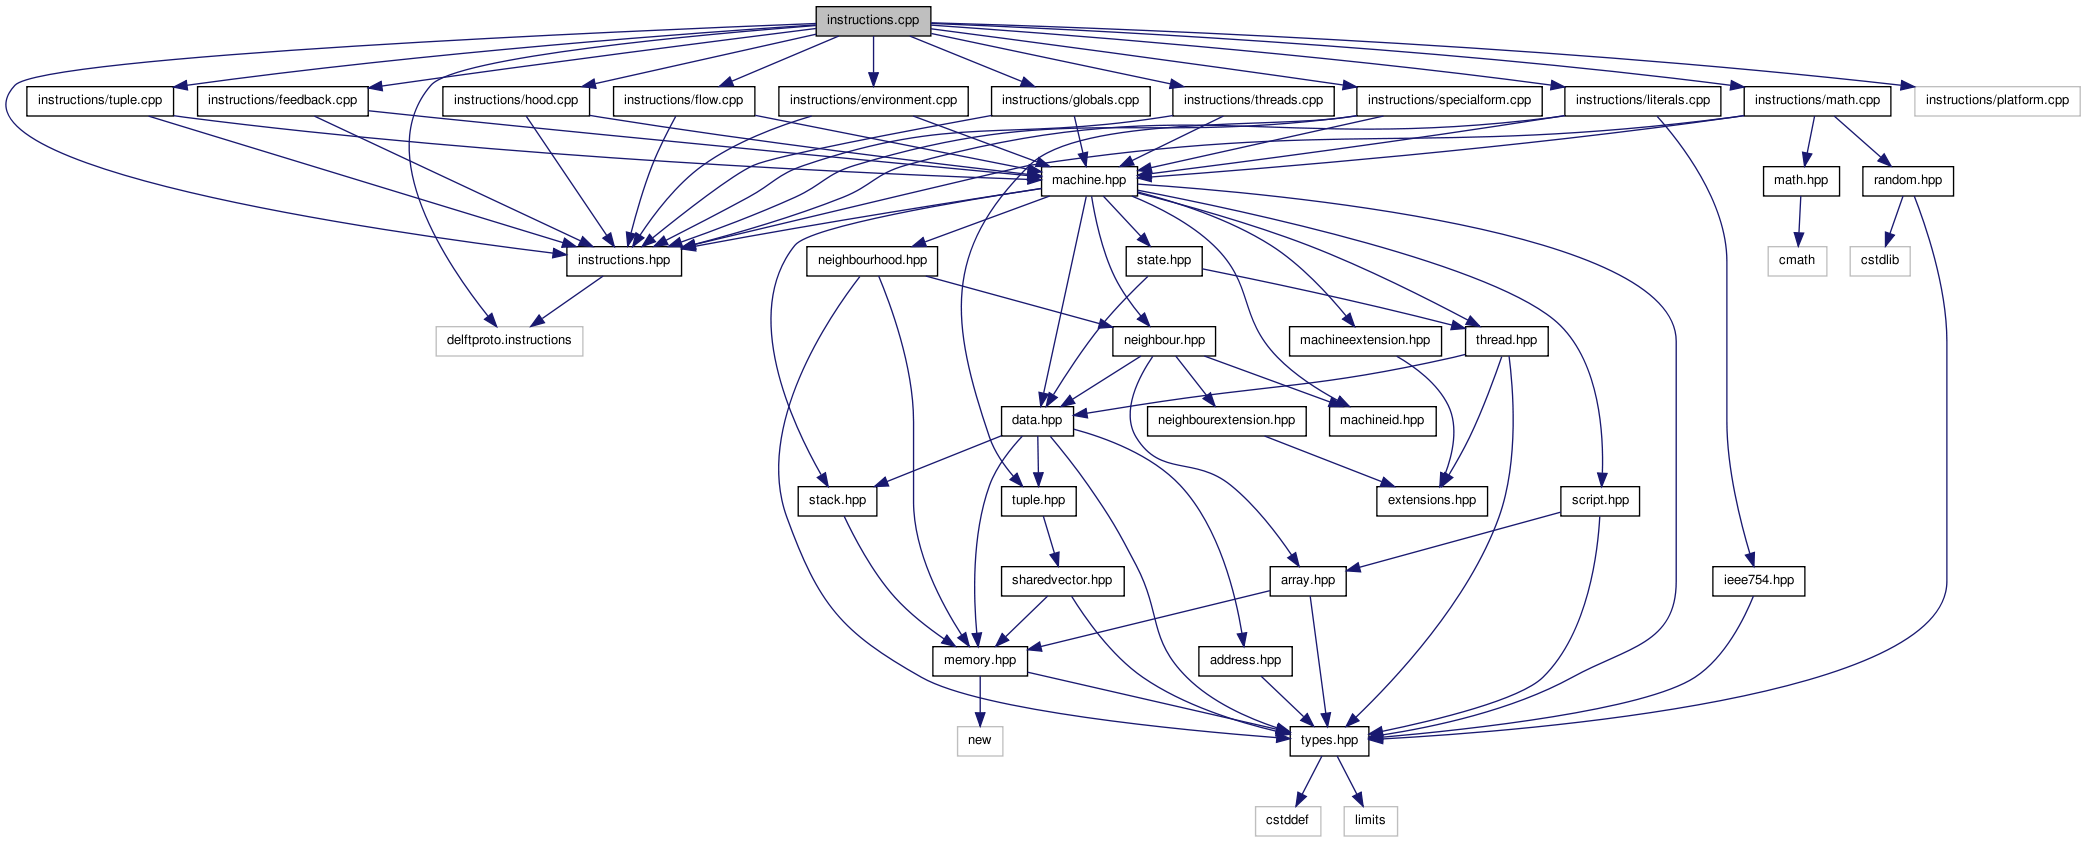 instructions.cpp
instructions/tuple.cpp
instructions/feedback.cpp
instructions/hood.cpp
instructions/flow.cpp
instructions/environment.cpp
instructions/globals.cpp
instructions/threads.cpp
instructions/specialform.cpp
instructions/literals.cpp
instructions/math.cpp
instructions/platform.cpp
machine.hpp
math.hpp
random.hpp
instructions.hpp
neighbourhood.hpp
state.hpp
cmath
cstdlib
delftproto.instructions
neighbour.hpp
machineextension.hpp
thread.hpp
data.hpp
neighbourextension.hpp
machineid.hpp
stack.hpp
tuple.hpp
extensions.hpp
script.hpp
sharedvector.hpp
array.hpp
ieee754.hpp
memory.hpp
address.hpp
new
types.hpp
cstddef
limits